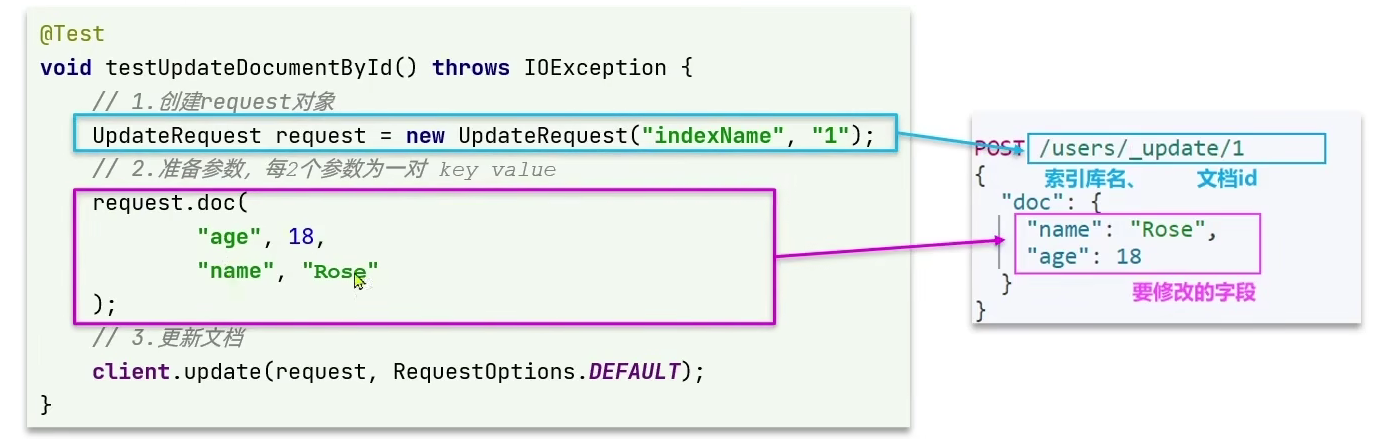 @Test
void testUpdateDocumentById() throws IOException {
// 1.创建request对象
UpdateRequest request = new UpdateRequest("indexName", "1");
// 2.准备参数，每2个参数为一对 key value
request.doc(
"age", 18,
"name", "Rose"
);
// 3.更新文档
client.update(request, RequestOptions.DEFAULT);
}
POST /users/_update/1
{ 索引库名、 文档id
"doc": {
"name": "Rose",
"age": 18
} 要修改的字段
}